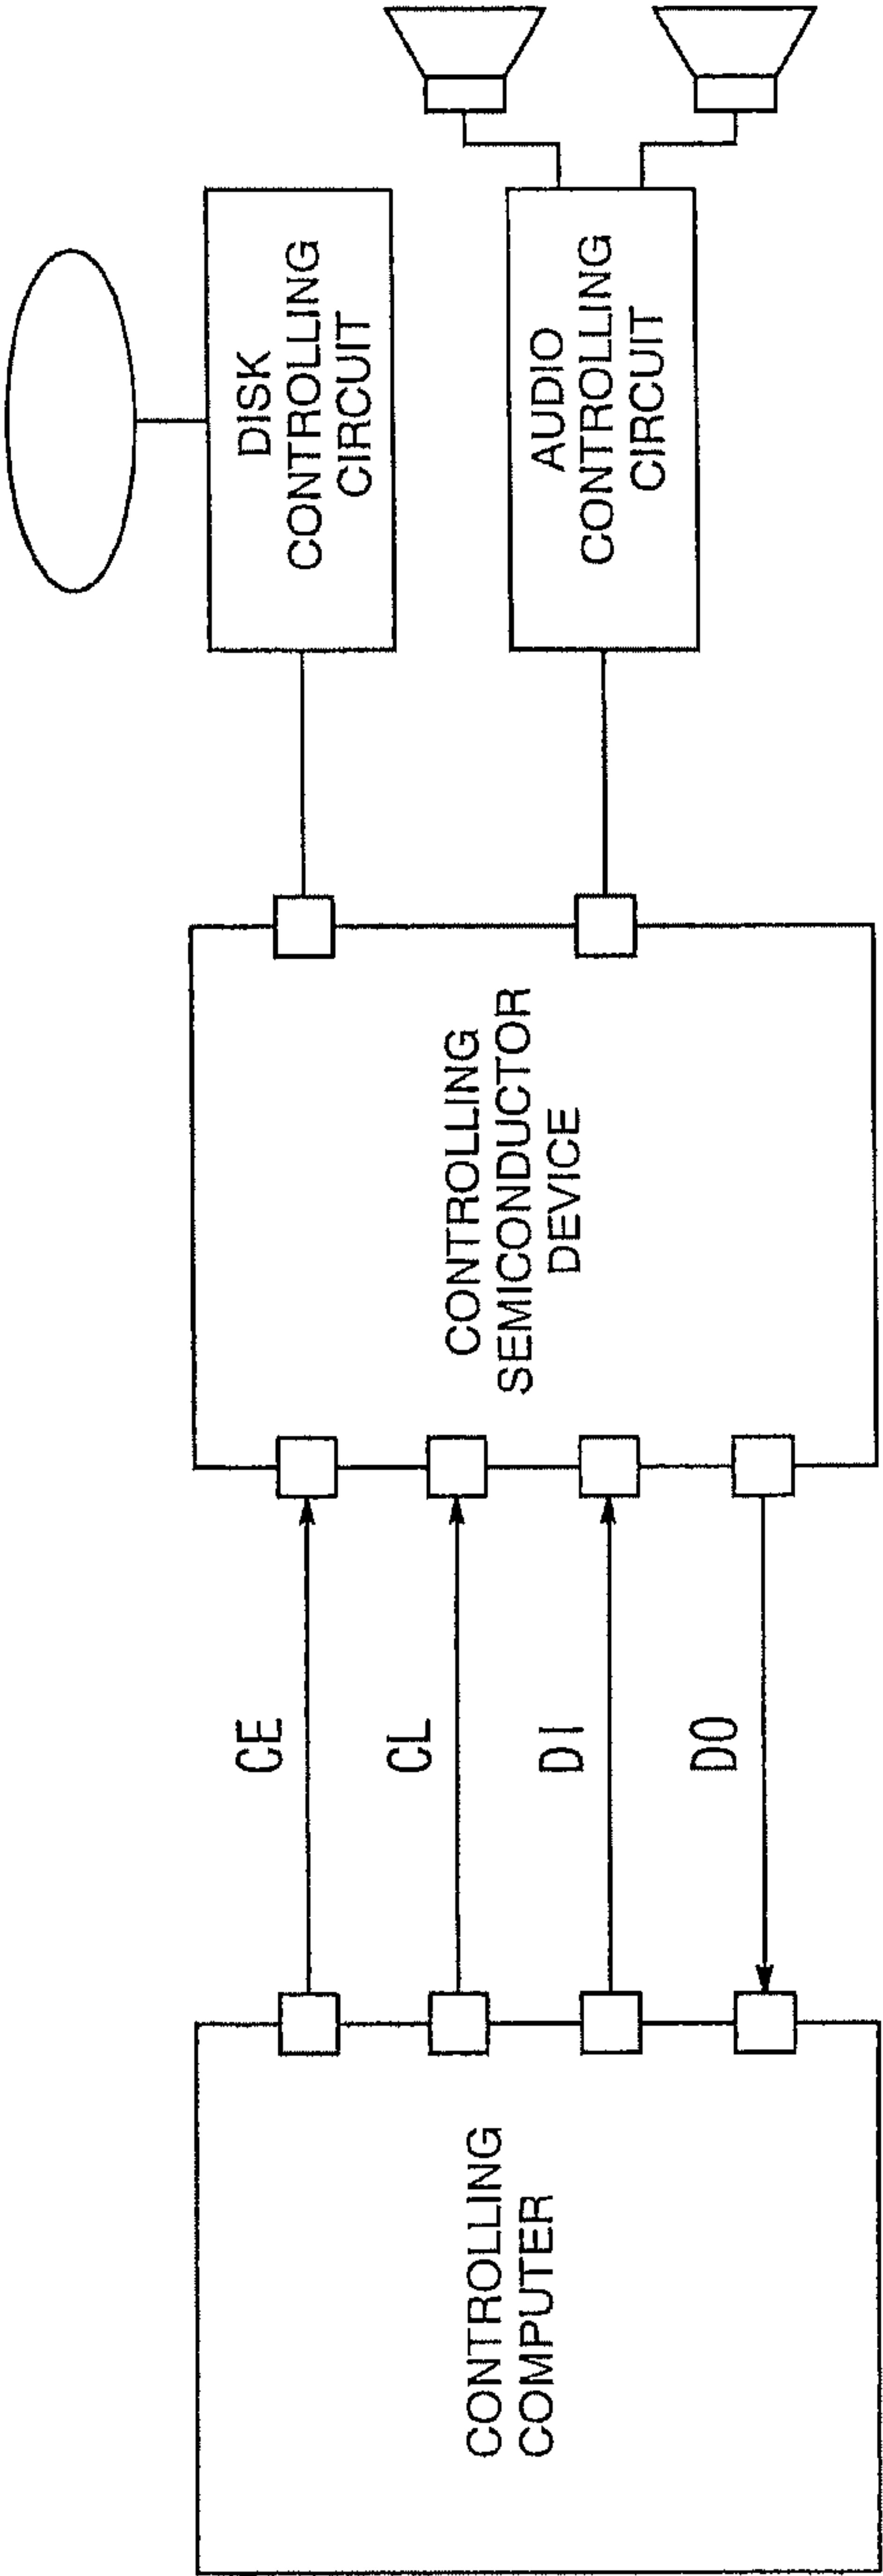 CONTROLLING
COMPUTER
CE
CL
DI
DO
CONTROLLING
SEMICONDUCTOR
DEVICE
DISK
CONTROLLING
CIRCUIT
AUDIO
CONTROLLING
CIRCUIT